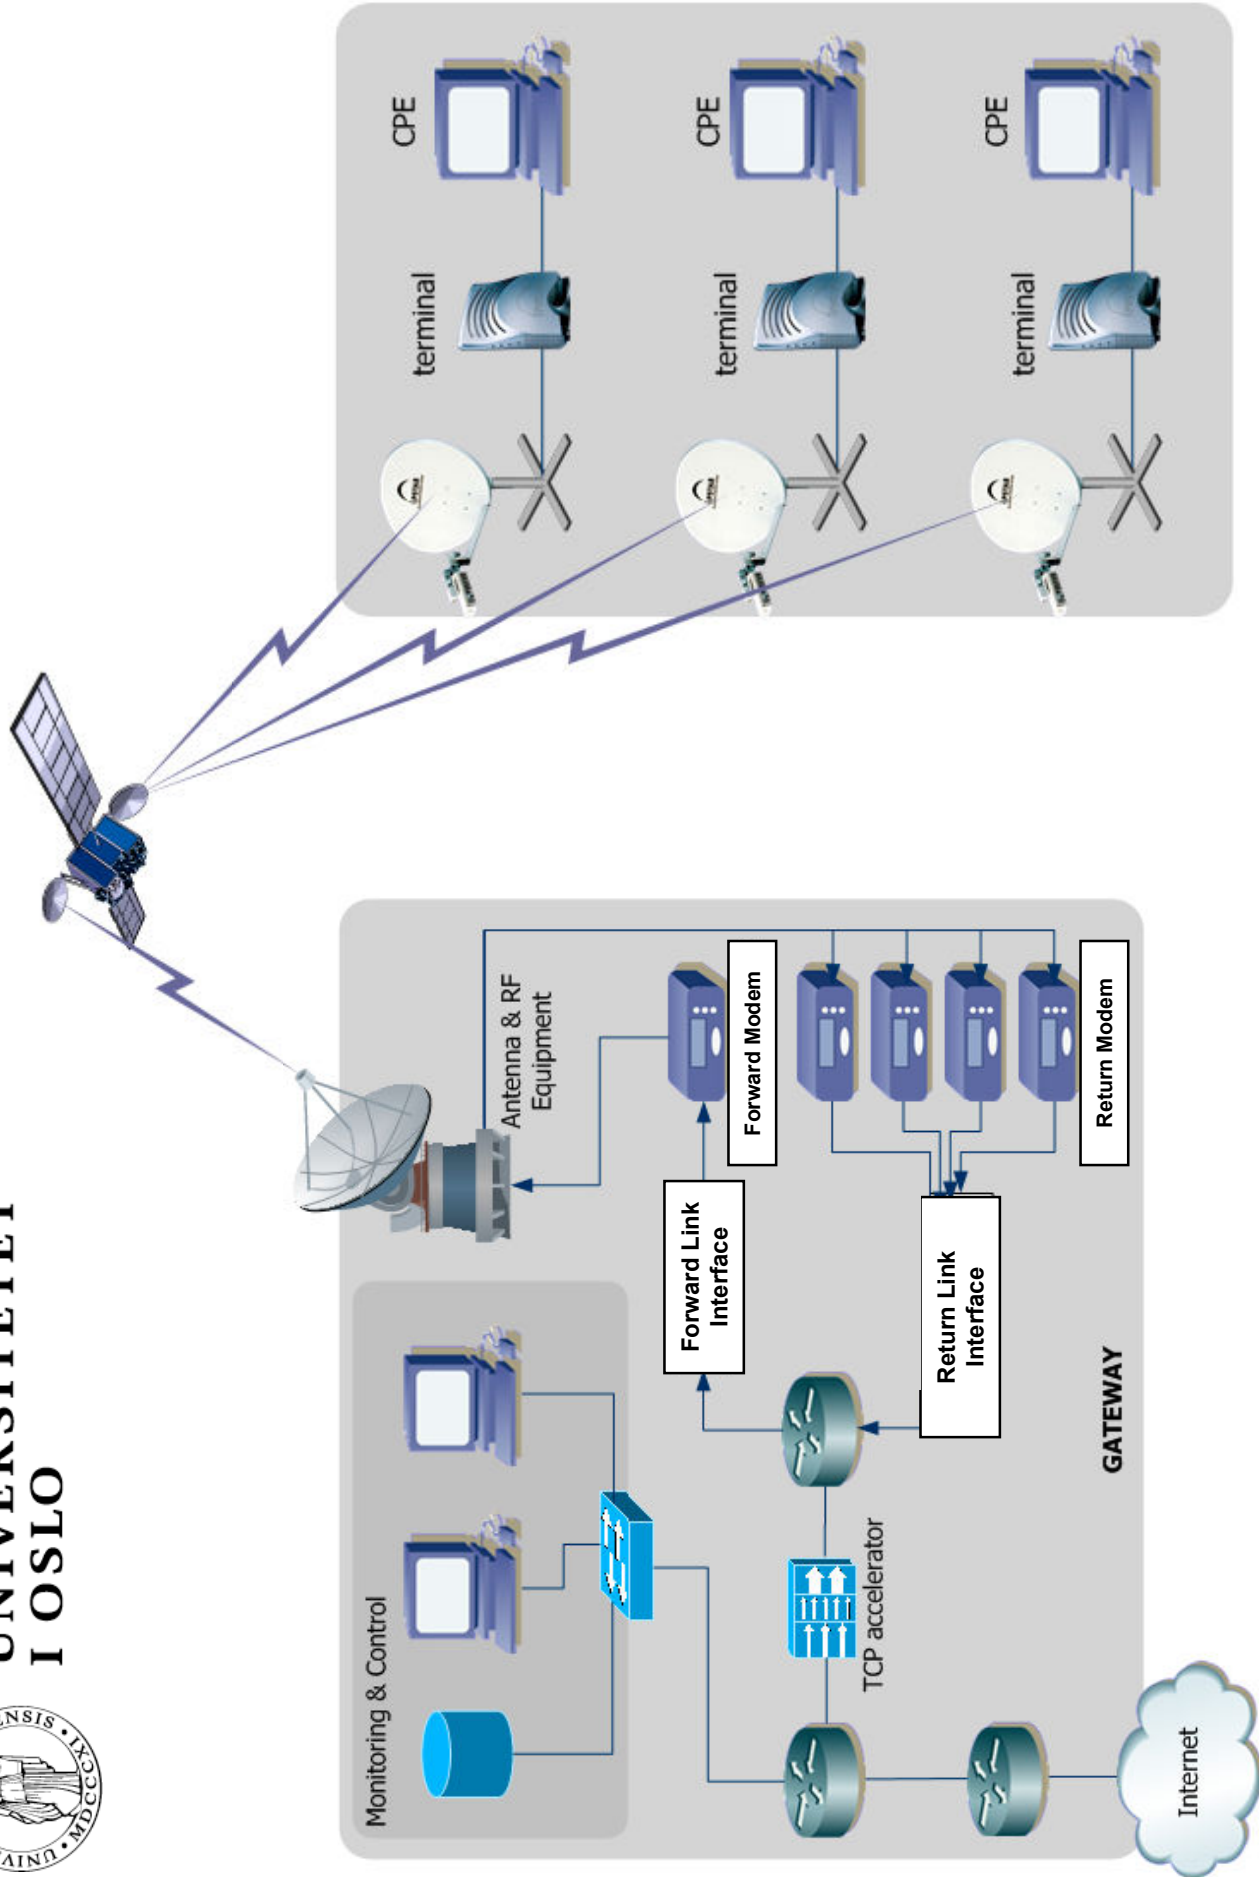 I OSLO
Monitoring & Control
Antenna & RF
Equipment
Forward Link
Interface
Forward Modem
TCP accelerator
Return Link
Interface
Return Modem
GATEWAY
Internet
terminal
CPE
terminal
CPE
terminal
CPE